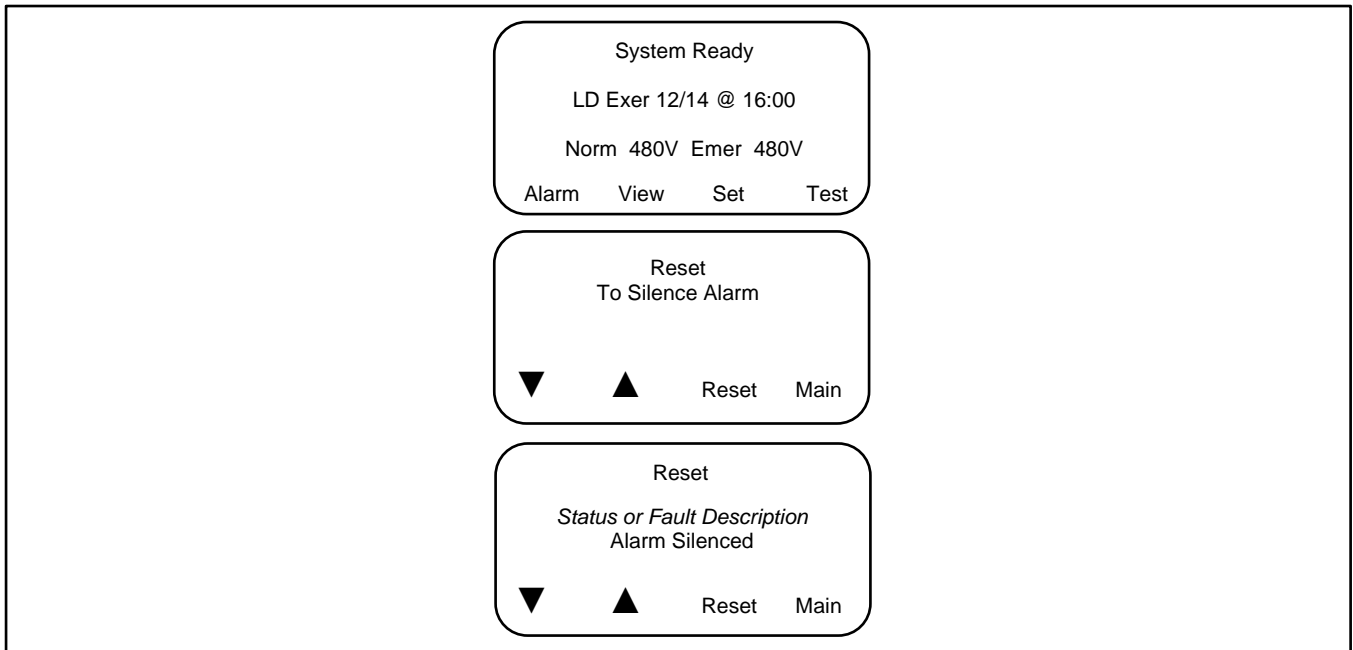 System Ready
LD Exer 12/14 @ 16:00
Norm 480V Emer 480V
Alarm View Set Test
Reset
To Silence Alarm
▼ ▲ Reset Main
Reset
Status or Fault Description
Alarm Silenced
▼ ▲ Reset Main